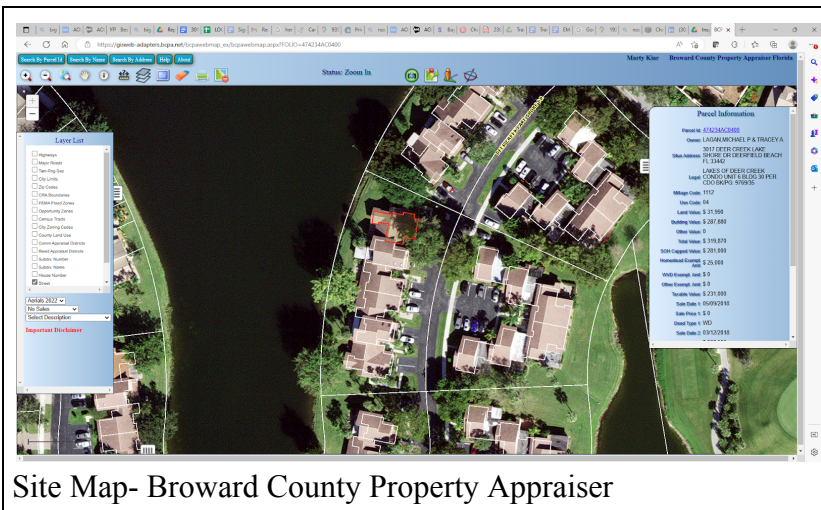 https://gisweb-adapters.bcpa.net/bcpawebmap_ex/bcpawebmap.aspx?FOLIO=474234AC0400
Search By Parcel Id Search By Name Search By Address Help About
Marty Kiar Broward County Property Appraiser Florida
Status: Zoom In
Layer List
Highways
Major Roads
Twn-Rng-Sec
City Limits
Zip Codes
CRA Boundaries
FEMA Flood Zones
Opportunity Zones
Census Tracts
City Zoning Codes
County Land Use
Comm Appraisal Districts
Resd Appraisal Districts
Subdiv. Number
Subdiv. Name
House Number
Street
Aerials 2022
No Sales
Select Description
Important Disclaimer
Parcel Information
Parcel Id: 474234AC0400
Owner: LAGAN,MICHAEL P & TRACEY A
Situs Address: 3017 DEER CREEK LAKE SHORE DR DEERFIELD BEACH FL 33442
Legal: LAKES OF DEER CREEK CONDO UNIT 6 BLDG 30 PER CDO BK/PG: 9769/35
Millage Code: 1112
Use Code: 04
Land Value: $ 31,990
Building Value: $ 287,880
Other Value: 0
Total Value: $ 319,870
SOH Capped Value: $ 281,000
Homestead Exempt. Amt: $ 25,000
WVD Exempt. Amt: $ 0
Other Exempt. Amt: $ 0
Taxable Value: $ 231,000
Sale Date 1: 05/09/2018
Sale Price 1: $ 0
Deed Type 1: WD
Sale Date 2: 03/12/2018
Site Map- Broward County Property Appraiser